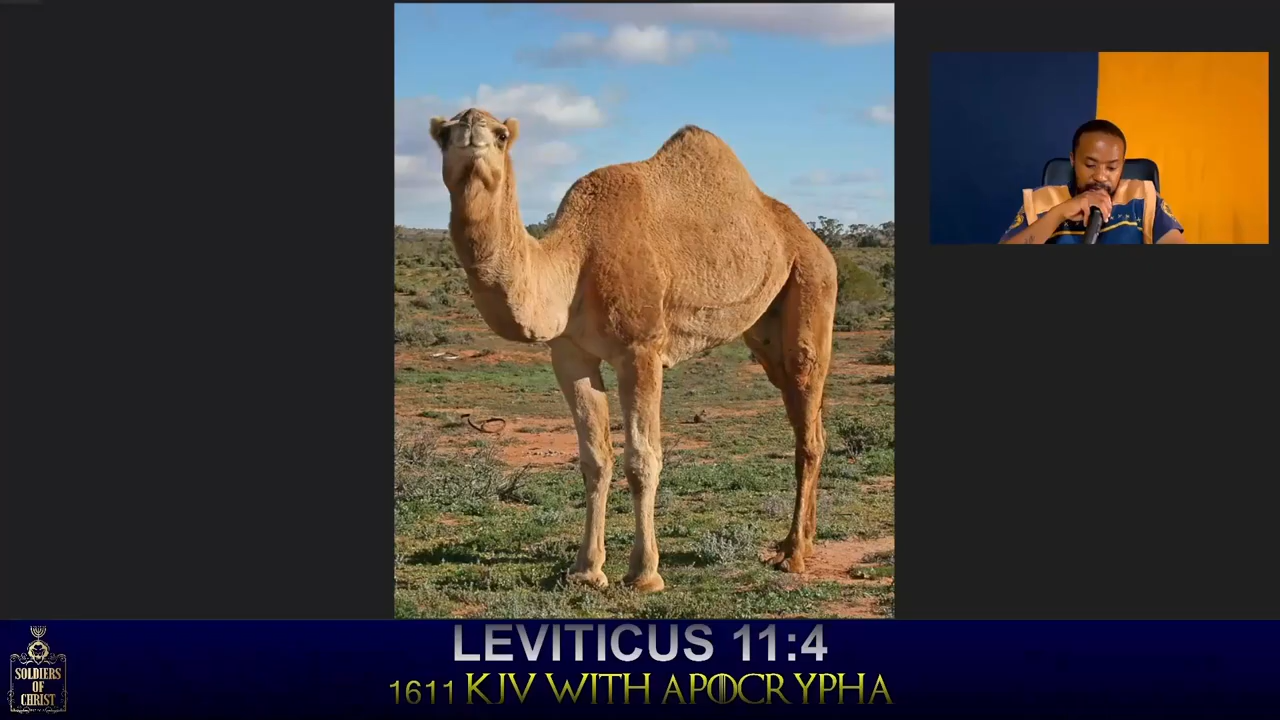 LEVITICUS 11:4
1611 KJV WITH APOCRYPHA
SOLDIERS
OF
CHRIST